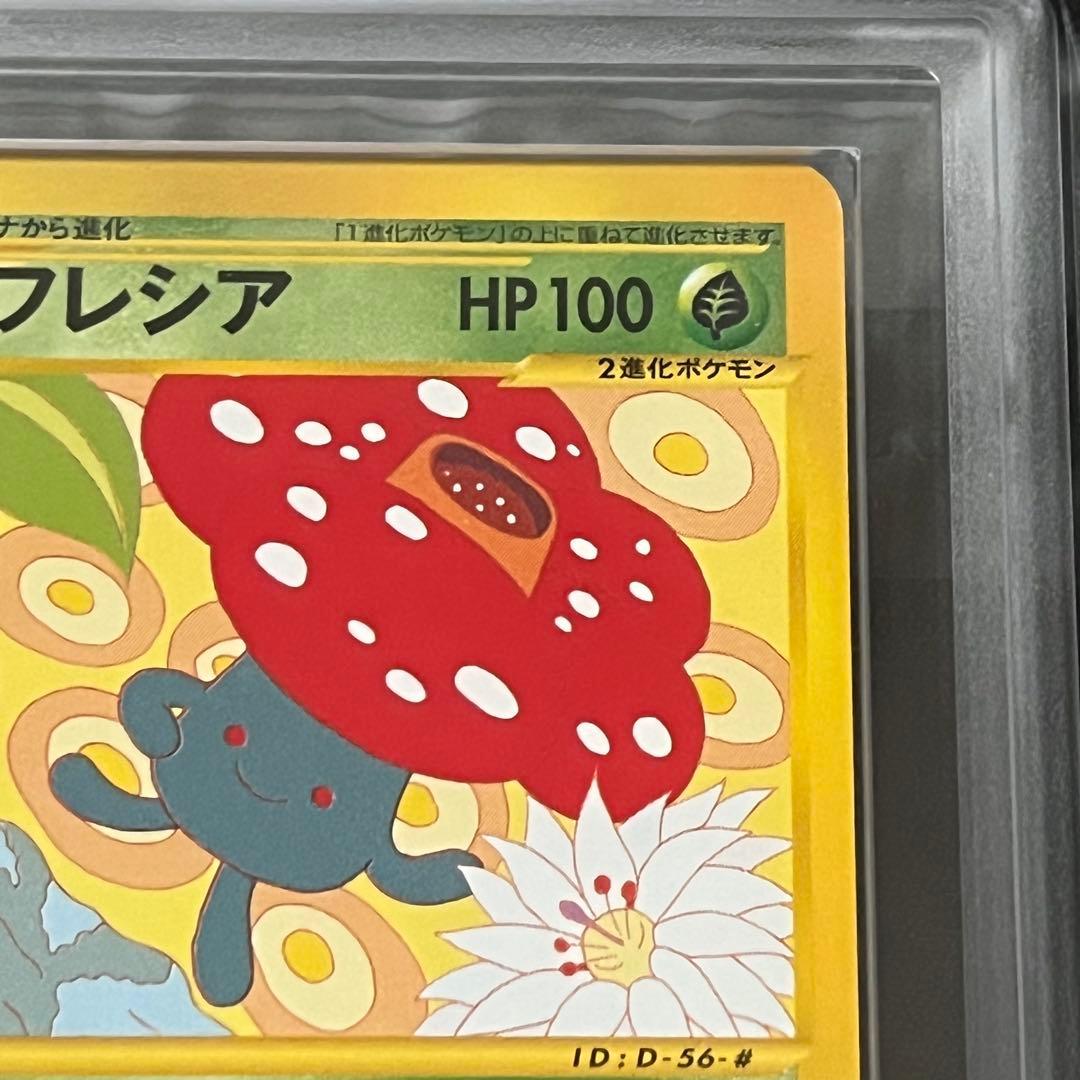 ナから進化
「1進化ポケモン」の上に重ねて進化させます。
フレシア HP100
2進化ポケモン
ID:D-56-#